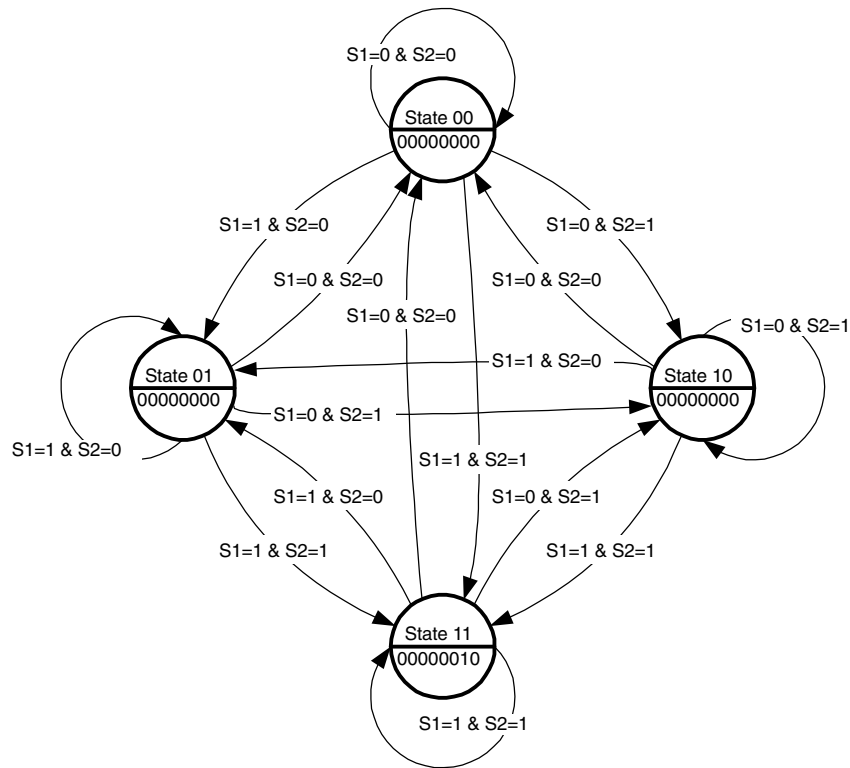 S1=0 & S2=0
State 00
00000000
S1=1 & S2=0
S1=0 & S2=1
S1=0 & S2=0
S1=0 & S2=0
S1=0 & S2=0
S1=0 & S2=1
State 01
00000000
S1=1 & S2=0
State 10
00000000
S1=0 & S2=1
S1=1 & S2=0
S1=1 & S2=1
S1=1 & S2=0
S1=0 & S2=1
S1=1 & S2=1
S1=1 & S2=1
State 11
00000010
S1=1 & S2=1